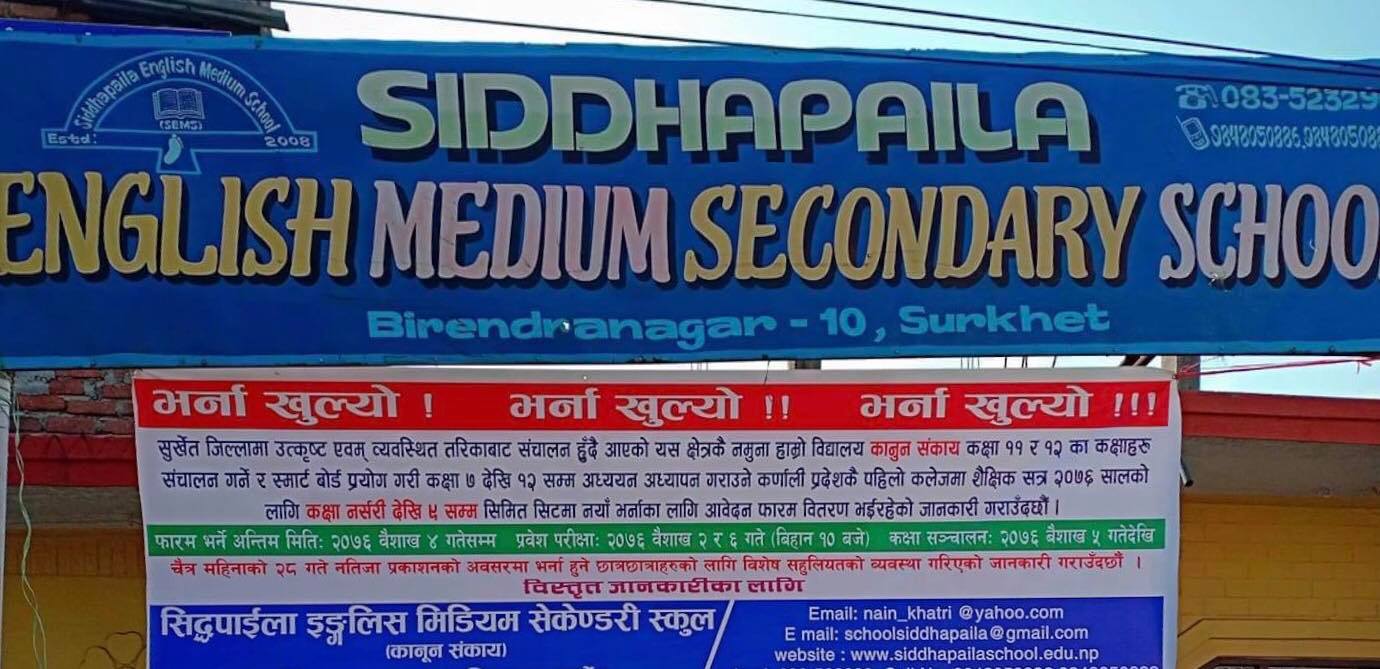 Siddhapaila English Medium School
(SEMS)
Estd: 2008
SIDDHAPAILA
083-52329
9848050886,984805088
ENGLISH MEDIUM SECONDARY SCHOOL
Birendranagar - 10, Surkhet
भर्ना खुल्यो ! भर्ना खुल्यो !! भर्ना खुल्यो !!!
सुर्खेत जिल्लामा उत्कृष्ट एवम् व्यवस्थित तरिकाबाट संचालन हुँदै आएको यस क्षेत्रकै नमुना हाम्रो विद्यालय कानुन संकाय कक्षा ११ र १२ का कक्षाहरु
संचालन गर्ने र स्मार्ट बोर्ड प्रयोग गरी कक्षा ७ देखि १२ सम्म अध्ययन अध्यापन गराउने कर्णाली प्रदेशकै पहिलो कलेजमा शैक्षिक सत्र २०७६ सालको
लागि कक्षा नर्सरी देखि ९ सम्म सिमित सिटमा नयाँ भर्नाका लागि आवेदन फारम वितरण भईरहेको जानकारी गराउँदछौं ।
फारम भर्ने अन्तिम मिति: २०७६ वैशाख ४ गतेसम्म प्रवेश परीक्षा: २०७६ वैशाख २ र ६ गते (बिहान १० बजे) कक्षा सञ्चालन: २०७६ बैशाख ५ गतेदेखि
चैत्र महिनाको २८ गते नतिजा प्रकाशनको अवसरमा भर्ना हुने छात्रछात्राहरुको लागि विशेष सहुलियतको व्यवस्था गरिएको जानकारी गराउँदछौं ।
विस्तृत जानकारीका लागि
सिद्धपाईला इङ्गलिस मिडियम सेकेण्डरी स्कुल
(कानून संकाय)
Email: nain_khatri @yahoo.com
E mail: schoolsiddhapaila@gmail.com
website : www.siddhapailaschool.edu.np